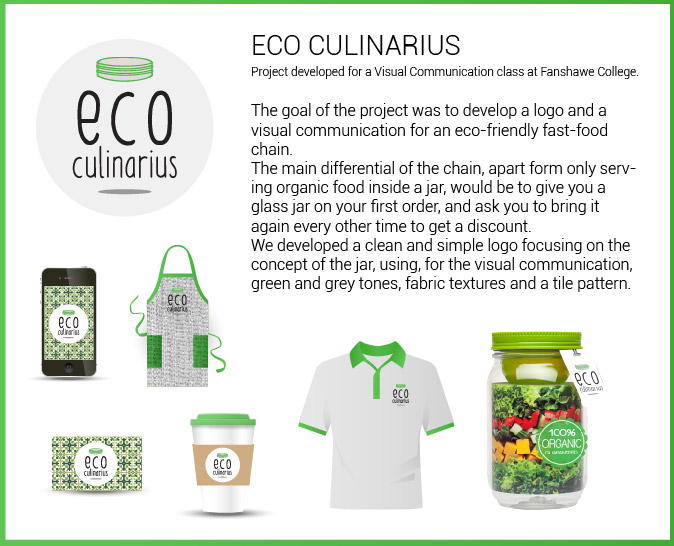 eco
culinarius
ECO CULINARIUS
Project developed for a Visual Communication class at Fanshawe College.
The goal of the project was to develop a logo and a
visual communication for an eco-friendly fast-food
chain.
The main differential of the chain, apart form only serv-
ing organic food inside a jar, would be to give you a
glass jar on your first order, and ask you to bring it
again every other time to get a discount.
We developed a clean and simple logo focusing on the
concept of the jar, using, for the visual communication,
green and grey tones, fabric textures and a tile pattern.
eco
culinarius
eco
culinarius
eco
culinarius
eco
culinarius
eco
culinarius
eco
culinarius
100%
ORGANIC